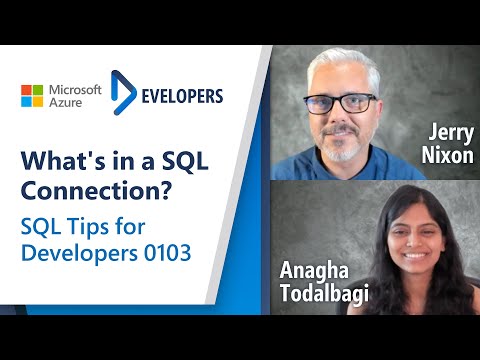 Microsoft
Azure
DEVELOPERS
What's in a SQL
Connection?
SQL Tips for
Developers 0103
Jerry
Nixon
Anagha
Todalbagi